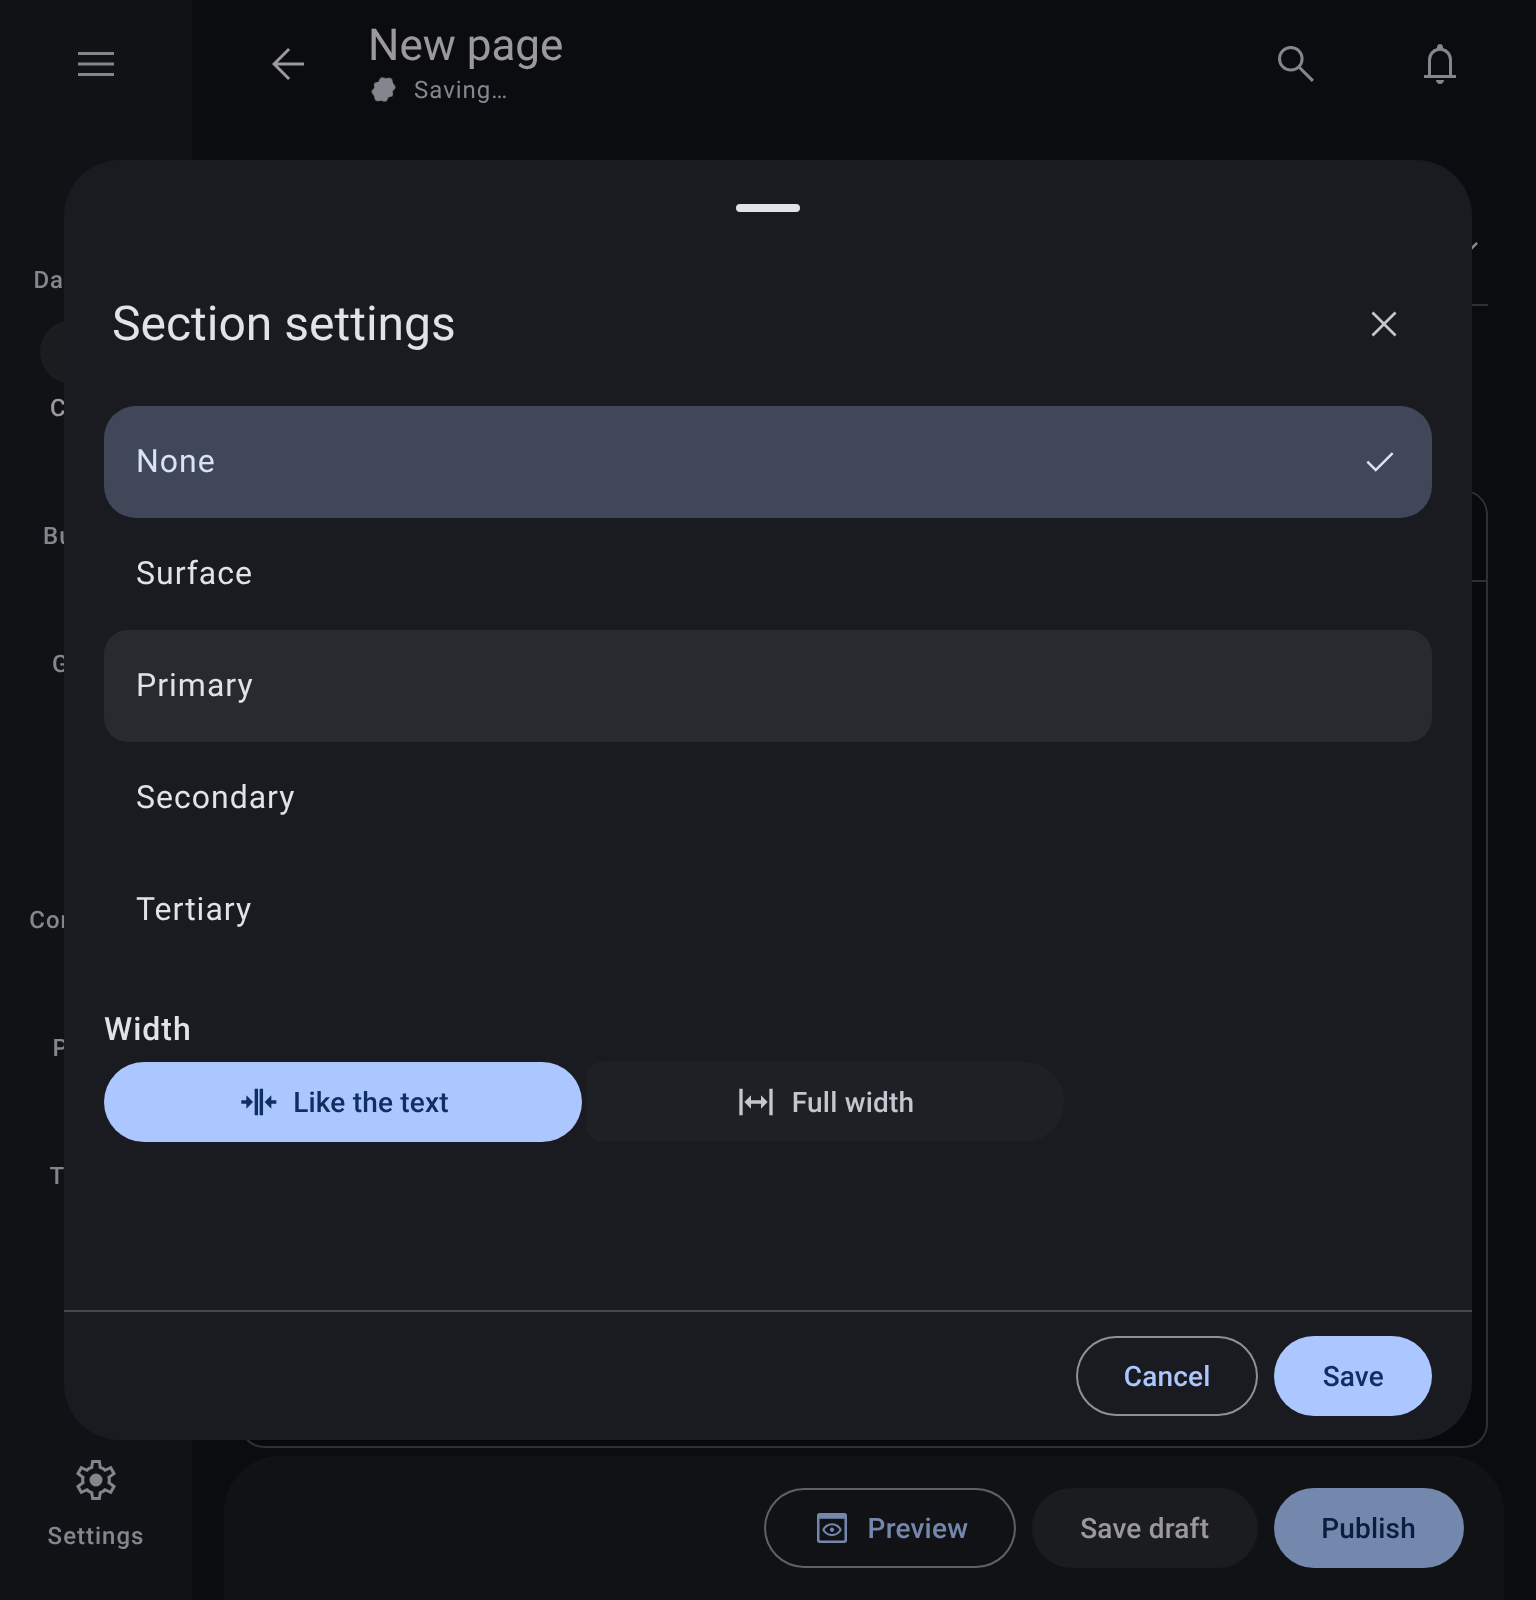 New page
Saving…
Section settings
None
Surface
Primary
Secondary
Tertiary
Width
Like the text
Full width
Cancel
Save
Settings
Preview
Save draft
Publish